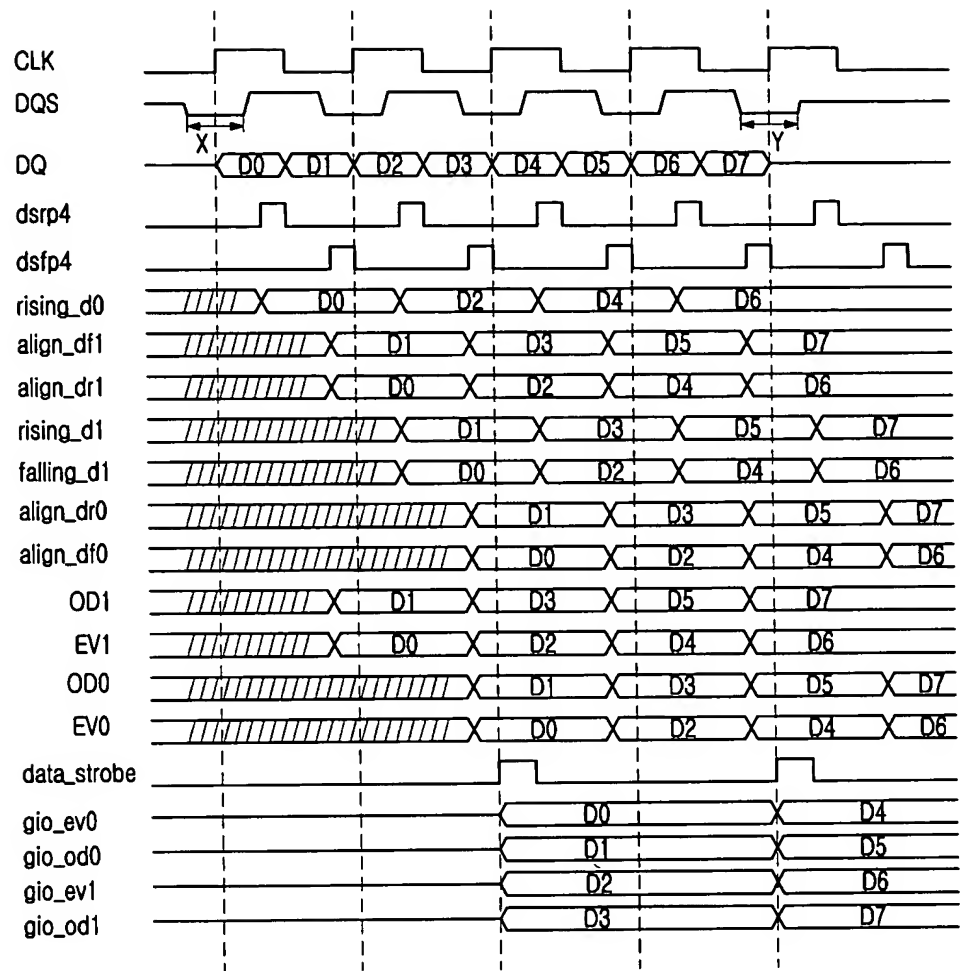 CLK
DQS
X Y
DQ D0 D1 D2 D3 D4 D5 D6 D7
dsrp4
dsfp4
rising_d0 D0 D2 D4 D6
align_df1 D1 D3 D5 D7
align_dr1 D0 D2 D4 D6
rising_d1 D1 D3 D5 D7
falling_d1 D0 D2 D4 D6
align_dr0 D1 D3 D5 D7
align_df0 D0 D2 D4 D6
OD1 D1 D3 D5 D7
EV1 D0 D2 D4 D6
OD0 D1 D3 D5 D7
EV0 D0 D2 D4 D6
data_strobe
gio_ev0 D0 D4
gio_od0 D1 D5
gio_ev1 D2 D6
gio_od1 D3 D7